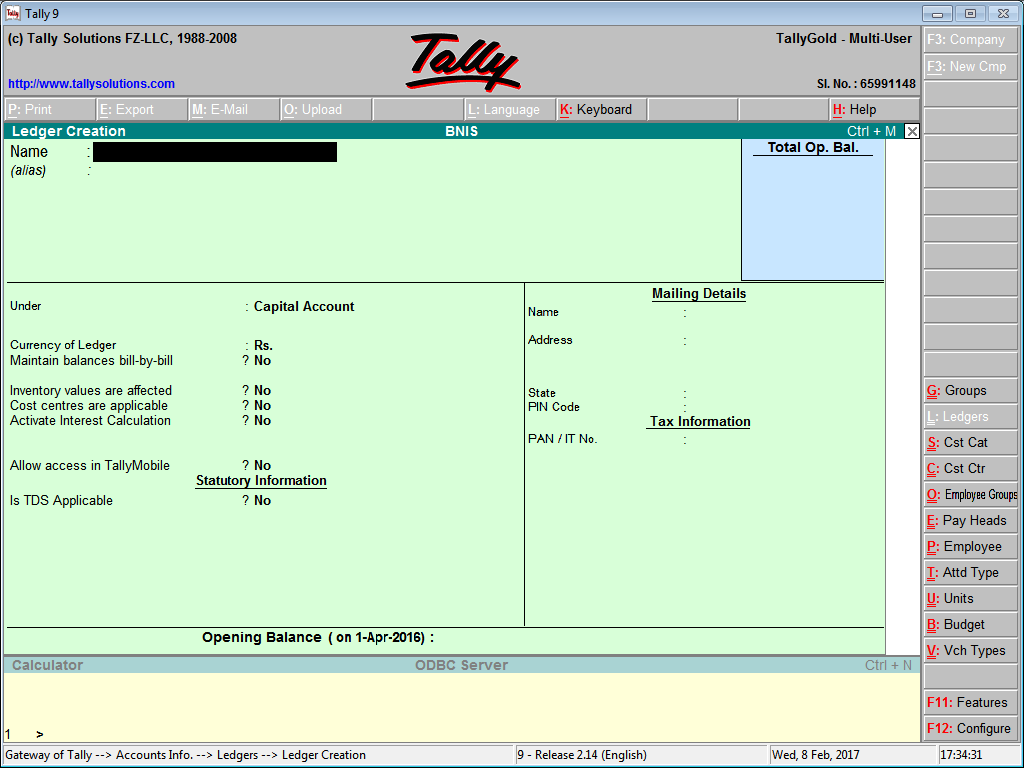 Tally 9
(c) Tally Solutions FZ-LLC, 1988-2008
Tally
TallyGold - Multi-User
http://www.tallysolutions.com
Sl. No. : 65991148
P: Print E: Export M: E-Mail O: Upload L: Language K: Keyboard H: Help
Ledger Creation BNIS Ctrl + M
Name :
(alias) :
Total Op. Bal.
Under : Capital Account
Currency of Ledger : Rs.
Maintain balances bill-by-bill ? No
Inventory values are affected ? No
Cost centres are applicable ? No
Activate Interest Calculation ? No
Allow access in TallyMobile ? No
Statutory Information
Is TDS Applicable ? No
Mailing Details
Name :
Address :
State :
PIN Code :
Tax Information
PAN / IT No. :
Opening Balance ( on 1-Apr-2016) :
Calculator ODBC Server Ctrl + N
1 >
Gateway of Tally --> Accounts Info. --> Ledgers --> Ledger Creation 9 - Release 2.14 (English) Wed, 8 Feb, 2017 17:34:31
F3: Company
F3: New Cmp
G: Groups
L: Ledgers
S: Cst Cat
C: Cst Ctr
O: Employee Groups
E: Pay Heads
P: Employee
T: Attd Type
U: Units
B: Budget
V: Vch Types
F11: Features
F12: Configure